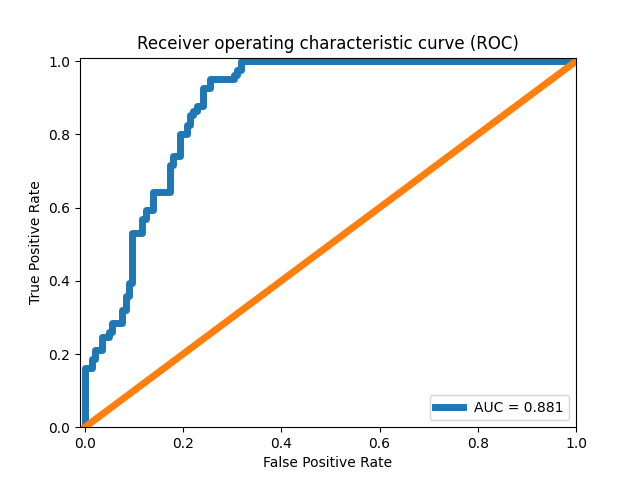 Receiver operating characteristic curve (ROC)
1.0
0.8
0.6
0.4
0.2
0.0
True Positive Rate
AUC = 0.881
0.0 0.2 0.4 0.6 0.8 1.0
False Positive Rate